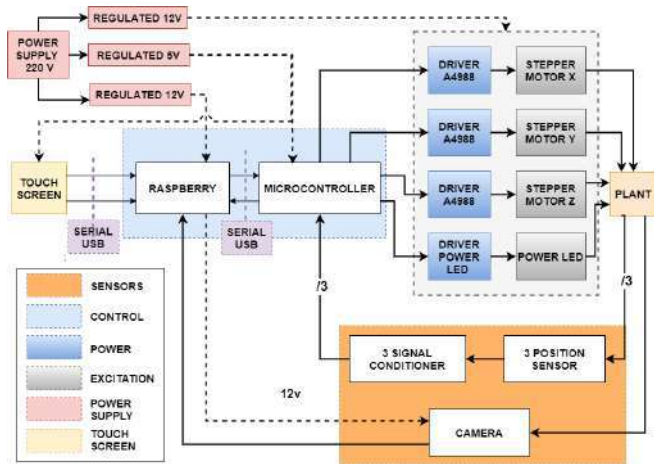 REGULATED 12V
POWER
SUPPLY
220 V
REGULATED 5V
REGULATED 12V
DRIVER
A4988
STEPPER
MOTOR X
DRIVER
A4988
STEPPER
MOTOR Y
TOUCH
SCREEN
RASPBERRY
MICROCONTROLLER
DRIVER
A4988
STEPPER
MOTOR Z
PLANT
SERIAL
USB
SERIAL
USB
DRIVER
POWER
LED
POWER LED
/3
/3
SENSORS
CONTROL
POWER
EXCITATION
POWER
SUPPLY
TOUCH
SCREEN
3 SIGNAL
CONDITIONER
3 POSITION
SENSOR
12v
CAMERA